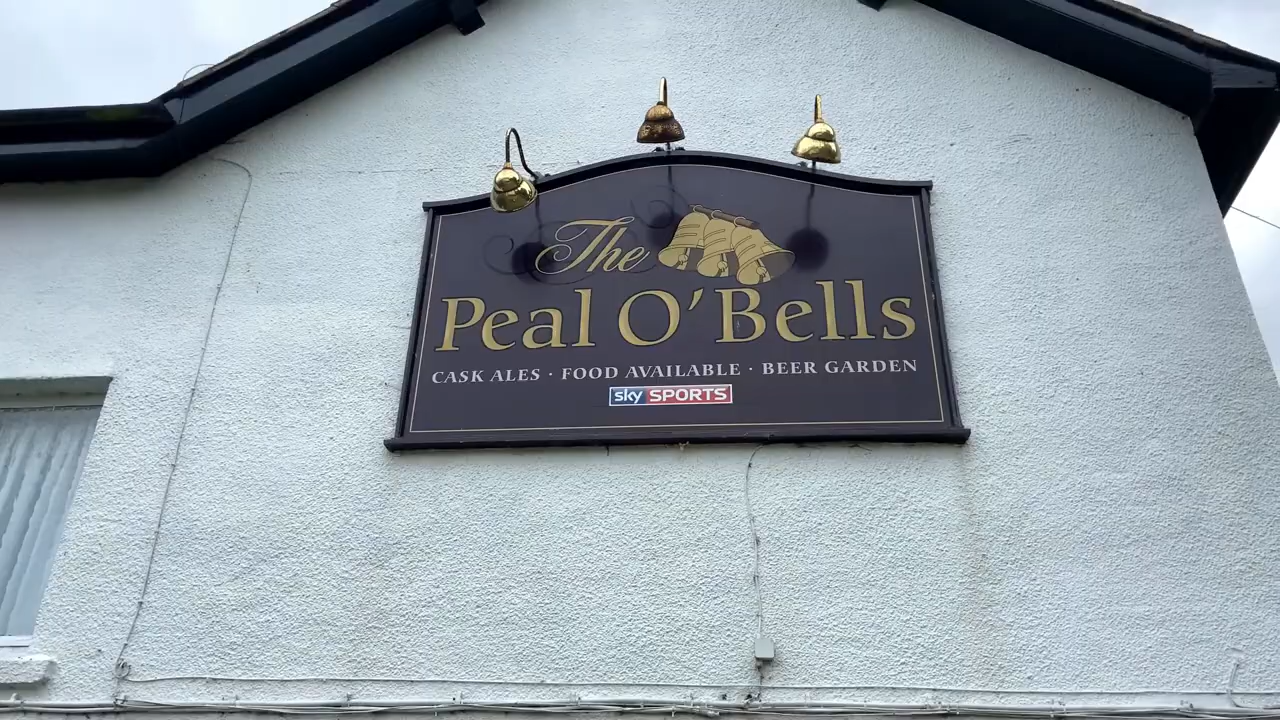 The
Peal O'Bells
CASK ALES · FOOD AVAILABLE · BEER GARDEN
sky SPORTS